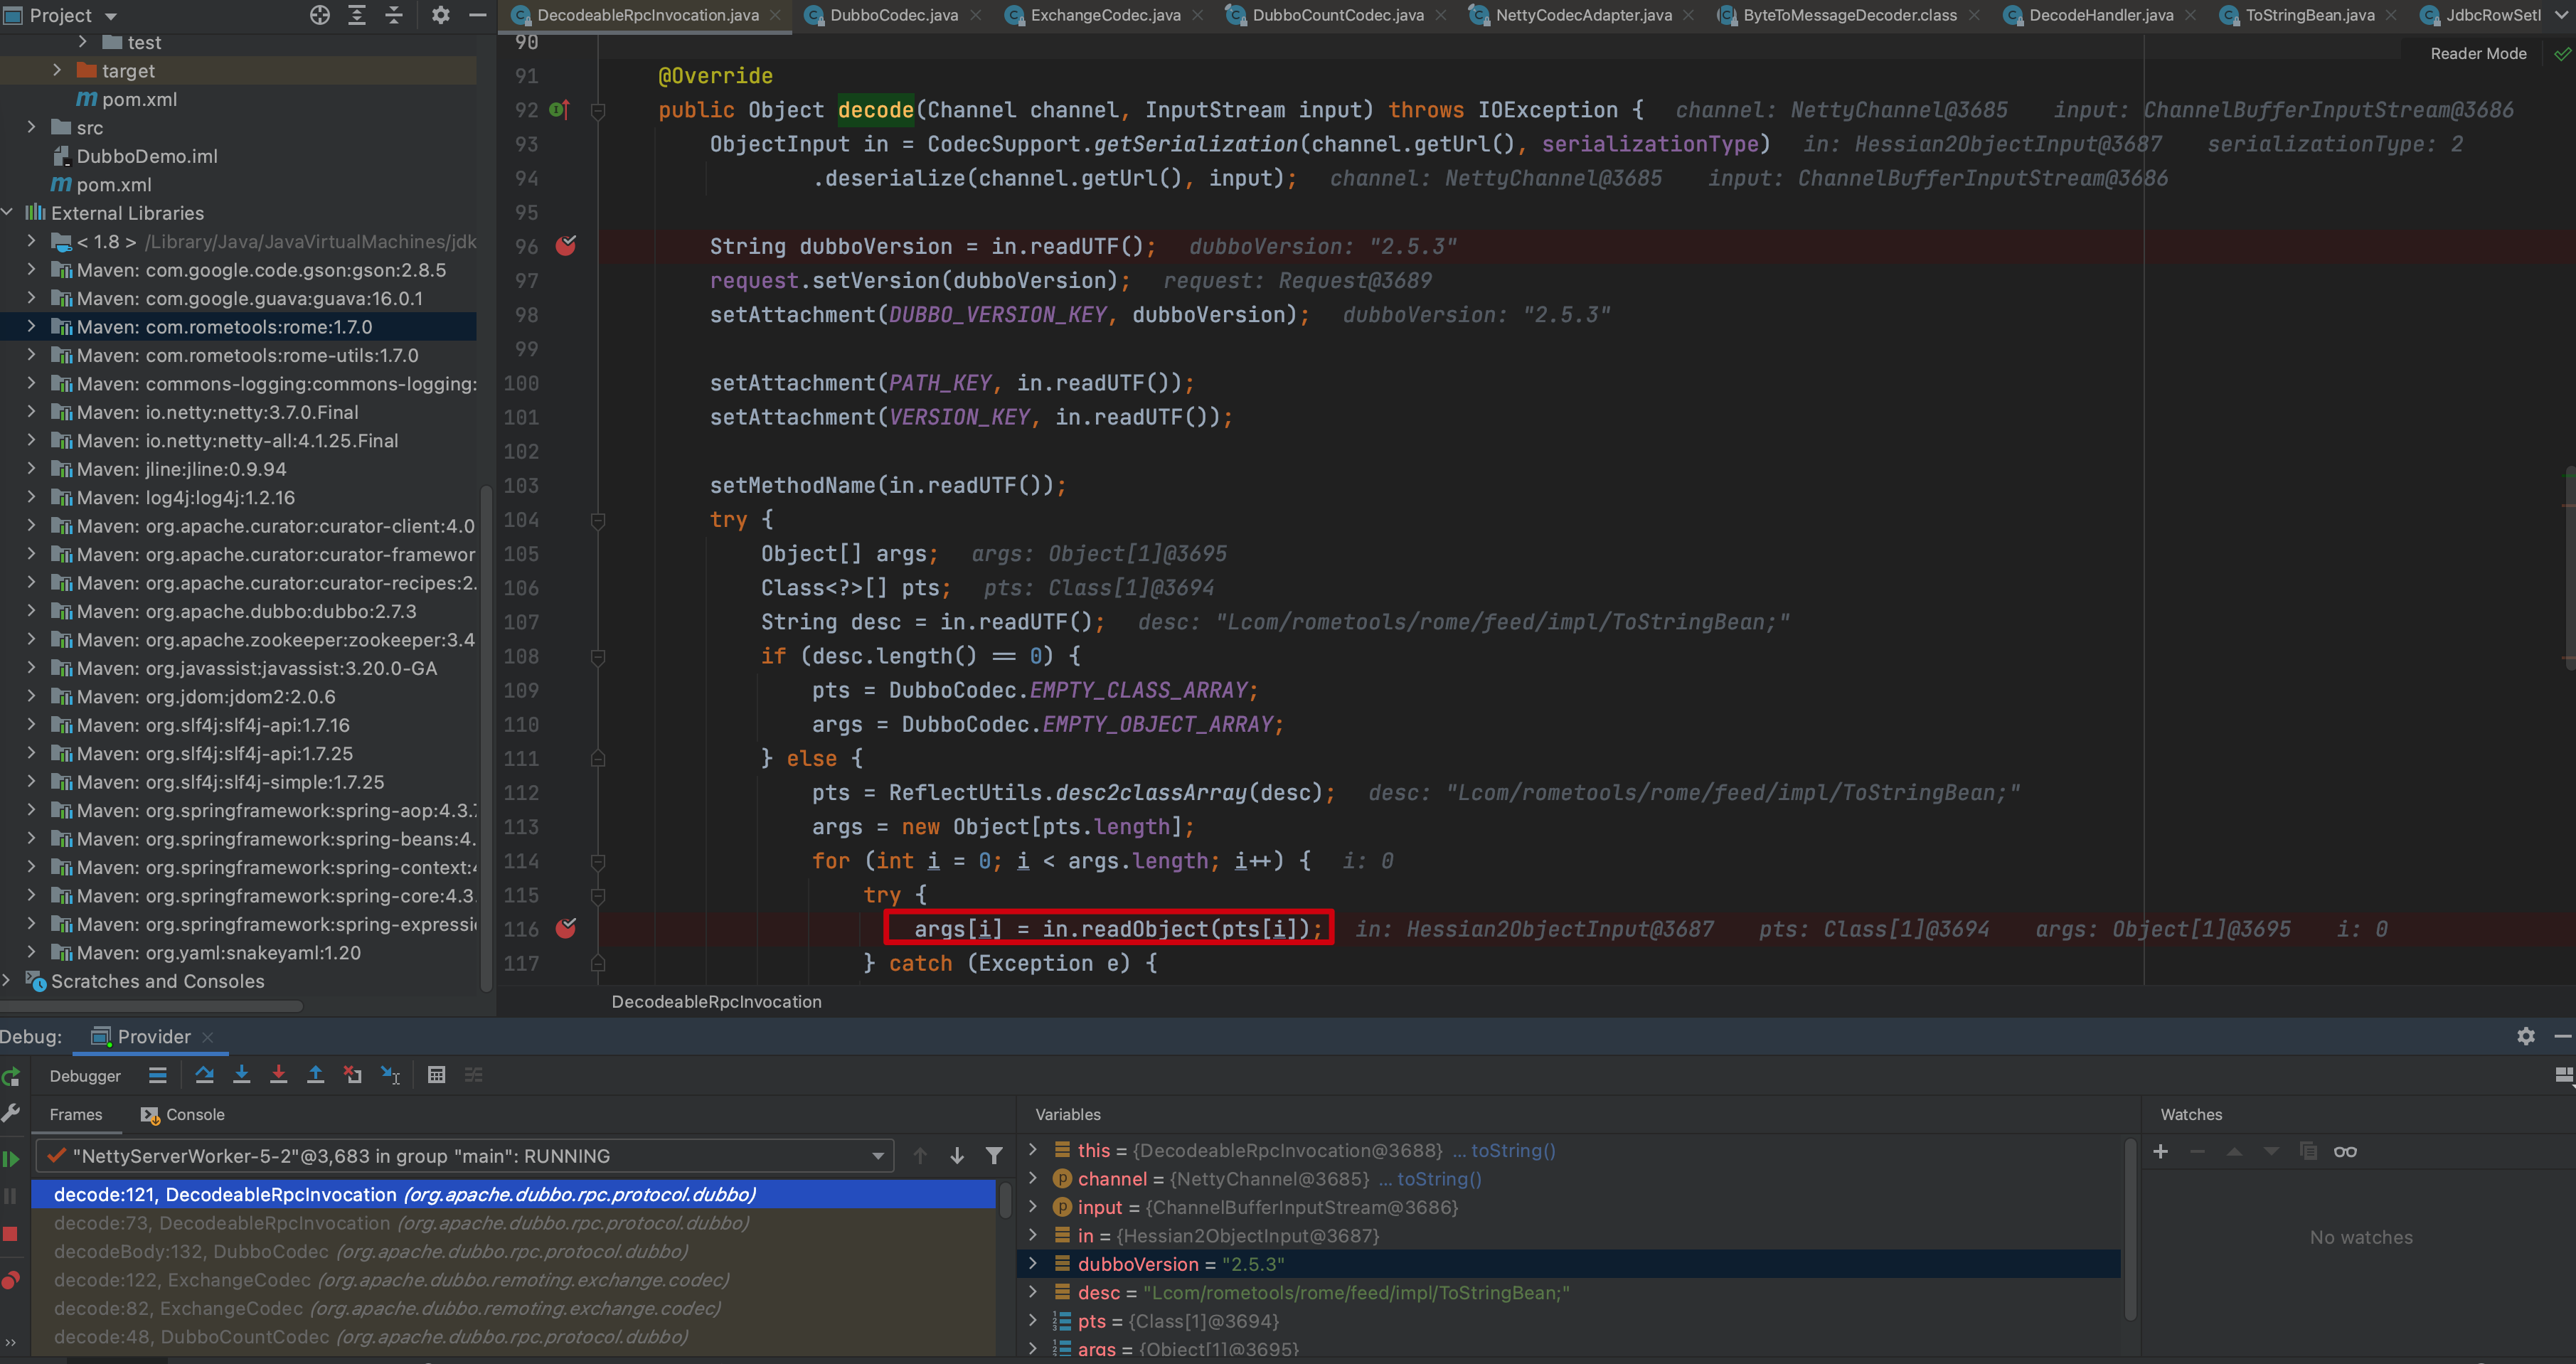 Project
DecodeableRpcInvocation.java
DubboCodec.java
ExchangeCodec.java
DubboCountCodec.java
NettyCodecAdapter.java
ByteToMessageDecoder.class
DecodeHandler.java
ToStringBean.java
JdbcRowSetI
test
target
pom.xml
src
DubboDemo.iml
pom.xml
External Libraries
< 1.8 > /Library/Java/JavaVirtualMachines/jdk
Maven: com.google.code.gson:gson:2.8.5
Maven: com.google.guava:guava:16.0.1
Maven: com.rometools:rome:1.7.0
Maven: com.rometools:rome-utils:1.7.0
Maven: commons-logging:commons-logging:
Maven: io.netty:netty:3.7.0.Final
Maven: io.netty:netty-all:4.1.25.Final
Maven: jline:jline:0.9.94
Maven: log4j:log4j:1.2.16
Maven: org.apache.curator:curator-client:4.0
Maven: org.apache.curator:curator-framewor
Maven: org.apache.curator:curator-recipes:2.
Maven: org.apache.dubbo:dubbo:2.7.3
Maven: org.apache.zookeeper:zookeeper:3.4
Maven: org.javassist:javassist:3.20.0-GA
Maven: org.jdom:jdom2:2.0.6
Maven: org.slf4j:slf4j-api:1.7.16
Maven: org.slf4j:slf4j-api:1.7.25
Maven: org.slf4j:slf4j-simple:1.7.25
Maven: org.springframework:spring-aop:4.3.
Maven: org.springframework:spring-beans:4.
Maven: org.springframework:spring-context:4
Maven: org.springframework:spring-core:4.3.
Maven: org.springframework:spring-expressi
Maven: org.yaml:snakeyaml:1.20
Scratches and Consoles
Reader Mode
90
91 @Override
92 public Object decode(Channel channel, InputStream input) throws IOException { channel: NettyChannel@3685 input: ChannelBufferInputStream@3686
93 ObjectInput in = CodecSupport.getSerialization(channel.getUrl(), serializationType) in: Hessian2ObjectInput@3687 serializationType: 2
94 .deserialize(channel.getUrl(), input); channel: NettyChannel@3685 input: ChannelBufferInputStream@3686
95
96 String dubboVersion = in.readUTF(); dubboVersion: "2.5.3"
97 request.setVersion(dubboVersion); request: Request@3689
98 setAttachment(DUBBO_VERSION_KEY, dubboVersion); dubboVersion: "2.5.3"
99
100 setAttachment(PATH_KEY, in.readUTF());
101 setAttachment(VERSION_KEY, in.readUTF());
102
103 setMethodName(in.readUTF());
104 try {
105 Object[] args; args: Object[1]@3695
106 Class<?>[] pts; pts: Class[1]@3694
107 String desc = in.readUTF(); desc: "Lcom/rometools/rome/feed/impl/ToStringBean;"
108 if (desc.length() == 0) {
109 pts = DubboCodec.EMPTY_CLASS_ARRAY;
110 args = DubboCodec.EMPTY_OBJECT_ARRAY;
111 } else {
112 pts = ReflectUtils.desc2classArray(desc); desc: "Lcom/rometools/rome/feed/impl/ToStringBean;"
113 args = new Object[pts.length];
114 for (int i = 0; i < args.length; i++) { i: 0
115 try {
116 args[i] = in.readObject(pts[i]); in: Hessian2ObjectInput@3687 pts: Class[1]@3694 args: Object[1]@3695 i: 0
117 } catch (Exception e) {
DecodeableRpcInvocation
Debug: Provider
Debugger
Frames Console
"NettyServerWorker-5-2"@3,683 in group "main": RUNNING
decode:121, DecodeableRpcInvocation (org.apache.dubbo.rpc.protocol.dubbo)
decode:73, DecodeableRpcInvocation (org.apache.dubbo.rpc.protocol.dubbo)
decodeBody:132, DubboCodec (org.apache.dubbo.rpc.protocol.dubbo)
decode:122, ExchangeCodec (org.apache.dubbo.remoting.exchange.codec)
decode:82, ExchangeCodec (org.apache.dubbo.remoting.exchange.codec)
decode:48, DubboCountCodec (org.apache.dubbo.rpc.protocol.dubbo)
Variables
this = {DecodeableRpcInvocation@3688} ... toString()
channel = {NettyChannel@3685} ... toString()
input = {ChannelBufferInputStream@3686}
in = {Hessian2ObjectInput@3687}
dubboVersion = "2.5.3"
desc = "Lcom/rometools/rome/feed/impl/ToStringBean;"
pts = {Class[1]@3694}
args = {Object[1]@3695}
Watches
No watches